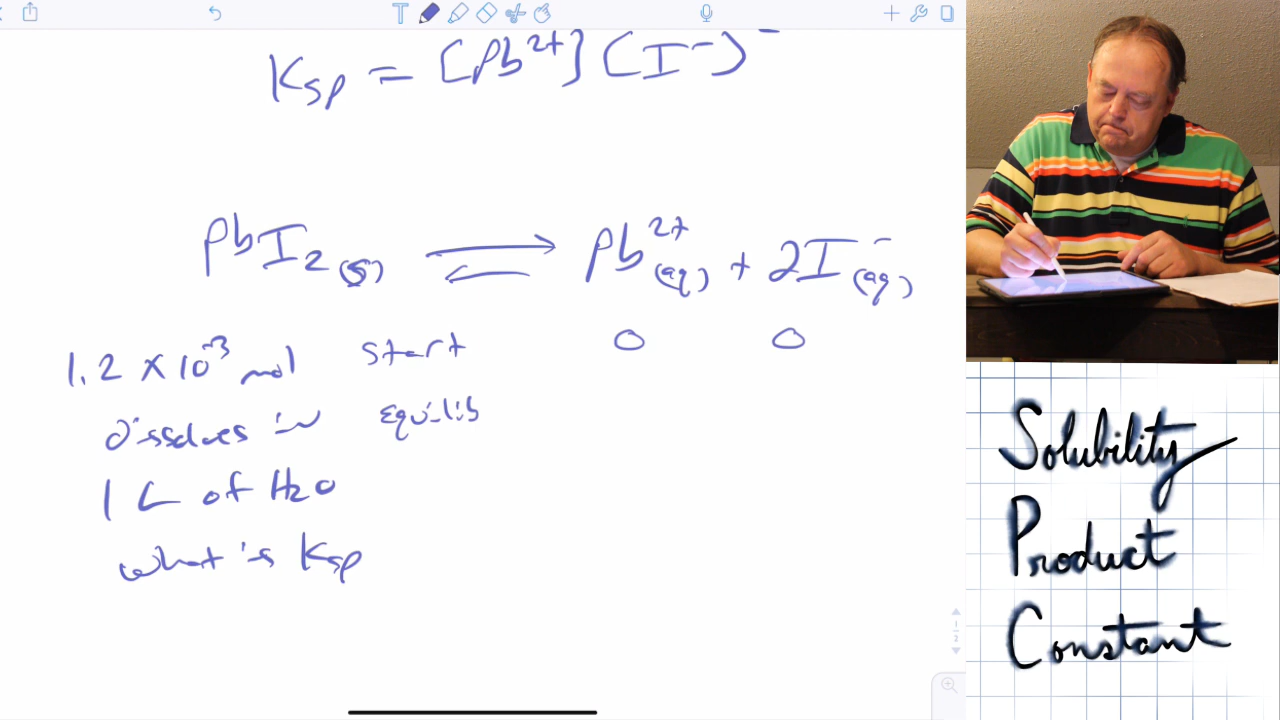 Ksp = [Pb²⁺] [I⁻]
PbI₂(s) ⇌ Pb²⁺(aq) + 2I⁻(aq)
1.2 × 10⁻³ mol start 0 0
dissolves in equilib
1 L of H₂O
what is Ksp
Solubility
Product
Constant